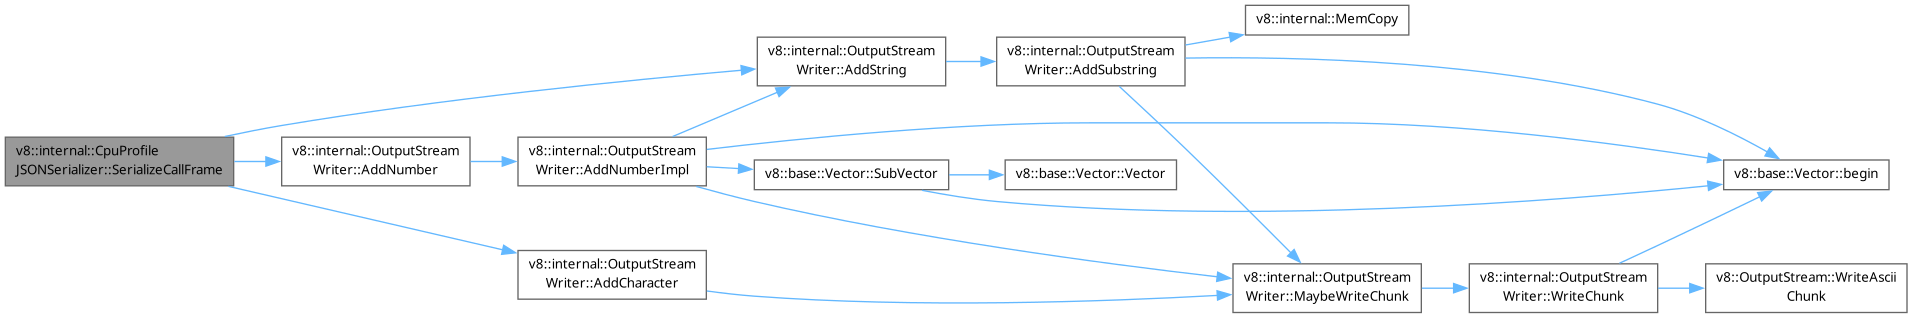 v8::internal::CpuProfile
JSONSerializer::SerializeCallFrame
v8::internal::OutputStream
Writer::AddNumber
v8::internal::OutputStream
Writer::AddNumberImpl
v8::internal::OutputStream
Writer::AddCharacter
v8::internal::OutputStream
Writer::AddString
v8::base::Vector::SubVector
v8::internal::OutputStream
Writer::AddSubstring
v8::base::Vector::Vector
v8::internal::MemCopy
v8::internal::OutputStream
Writer::MaybeWriteChunk
v8::internal::OutputStream
Writer::WriteChunk
v8::base::Vector::begin
v8::OutputStream::WriteAscii
Chunk